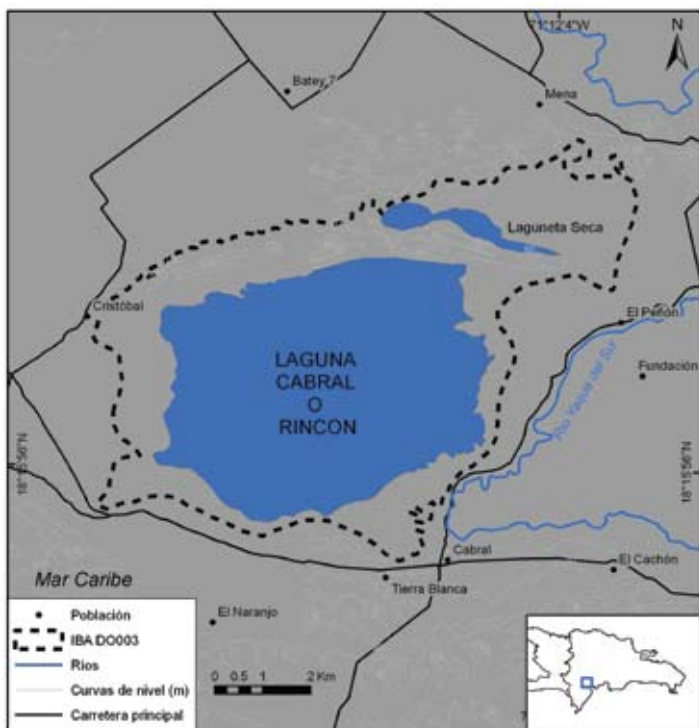 71°12'4"W
N
Batey 7
Mena
Laguneta Seca
Cristóbal
El Peñón
LAGUNA
CABRAL
O
RINCON
Fundación
Río Yaque del Sur
18°15'56"N
18°15'56"N
Cabral
El Cachón
Mar Caribe
Tierra Blanca
El Naranjo
Población
IBA DO003
Ríos
Curvas de nivel (m)
Carretera principal
0 0.5 1 2 Km